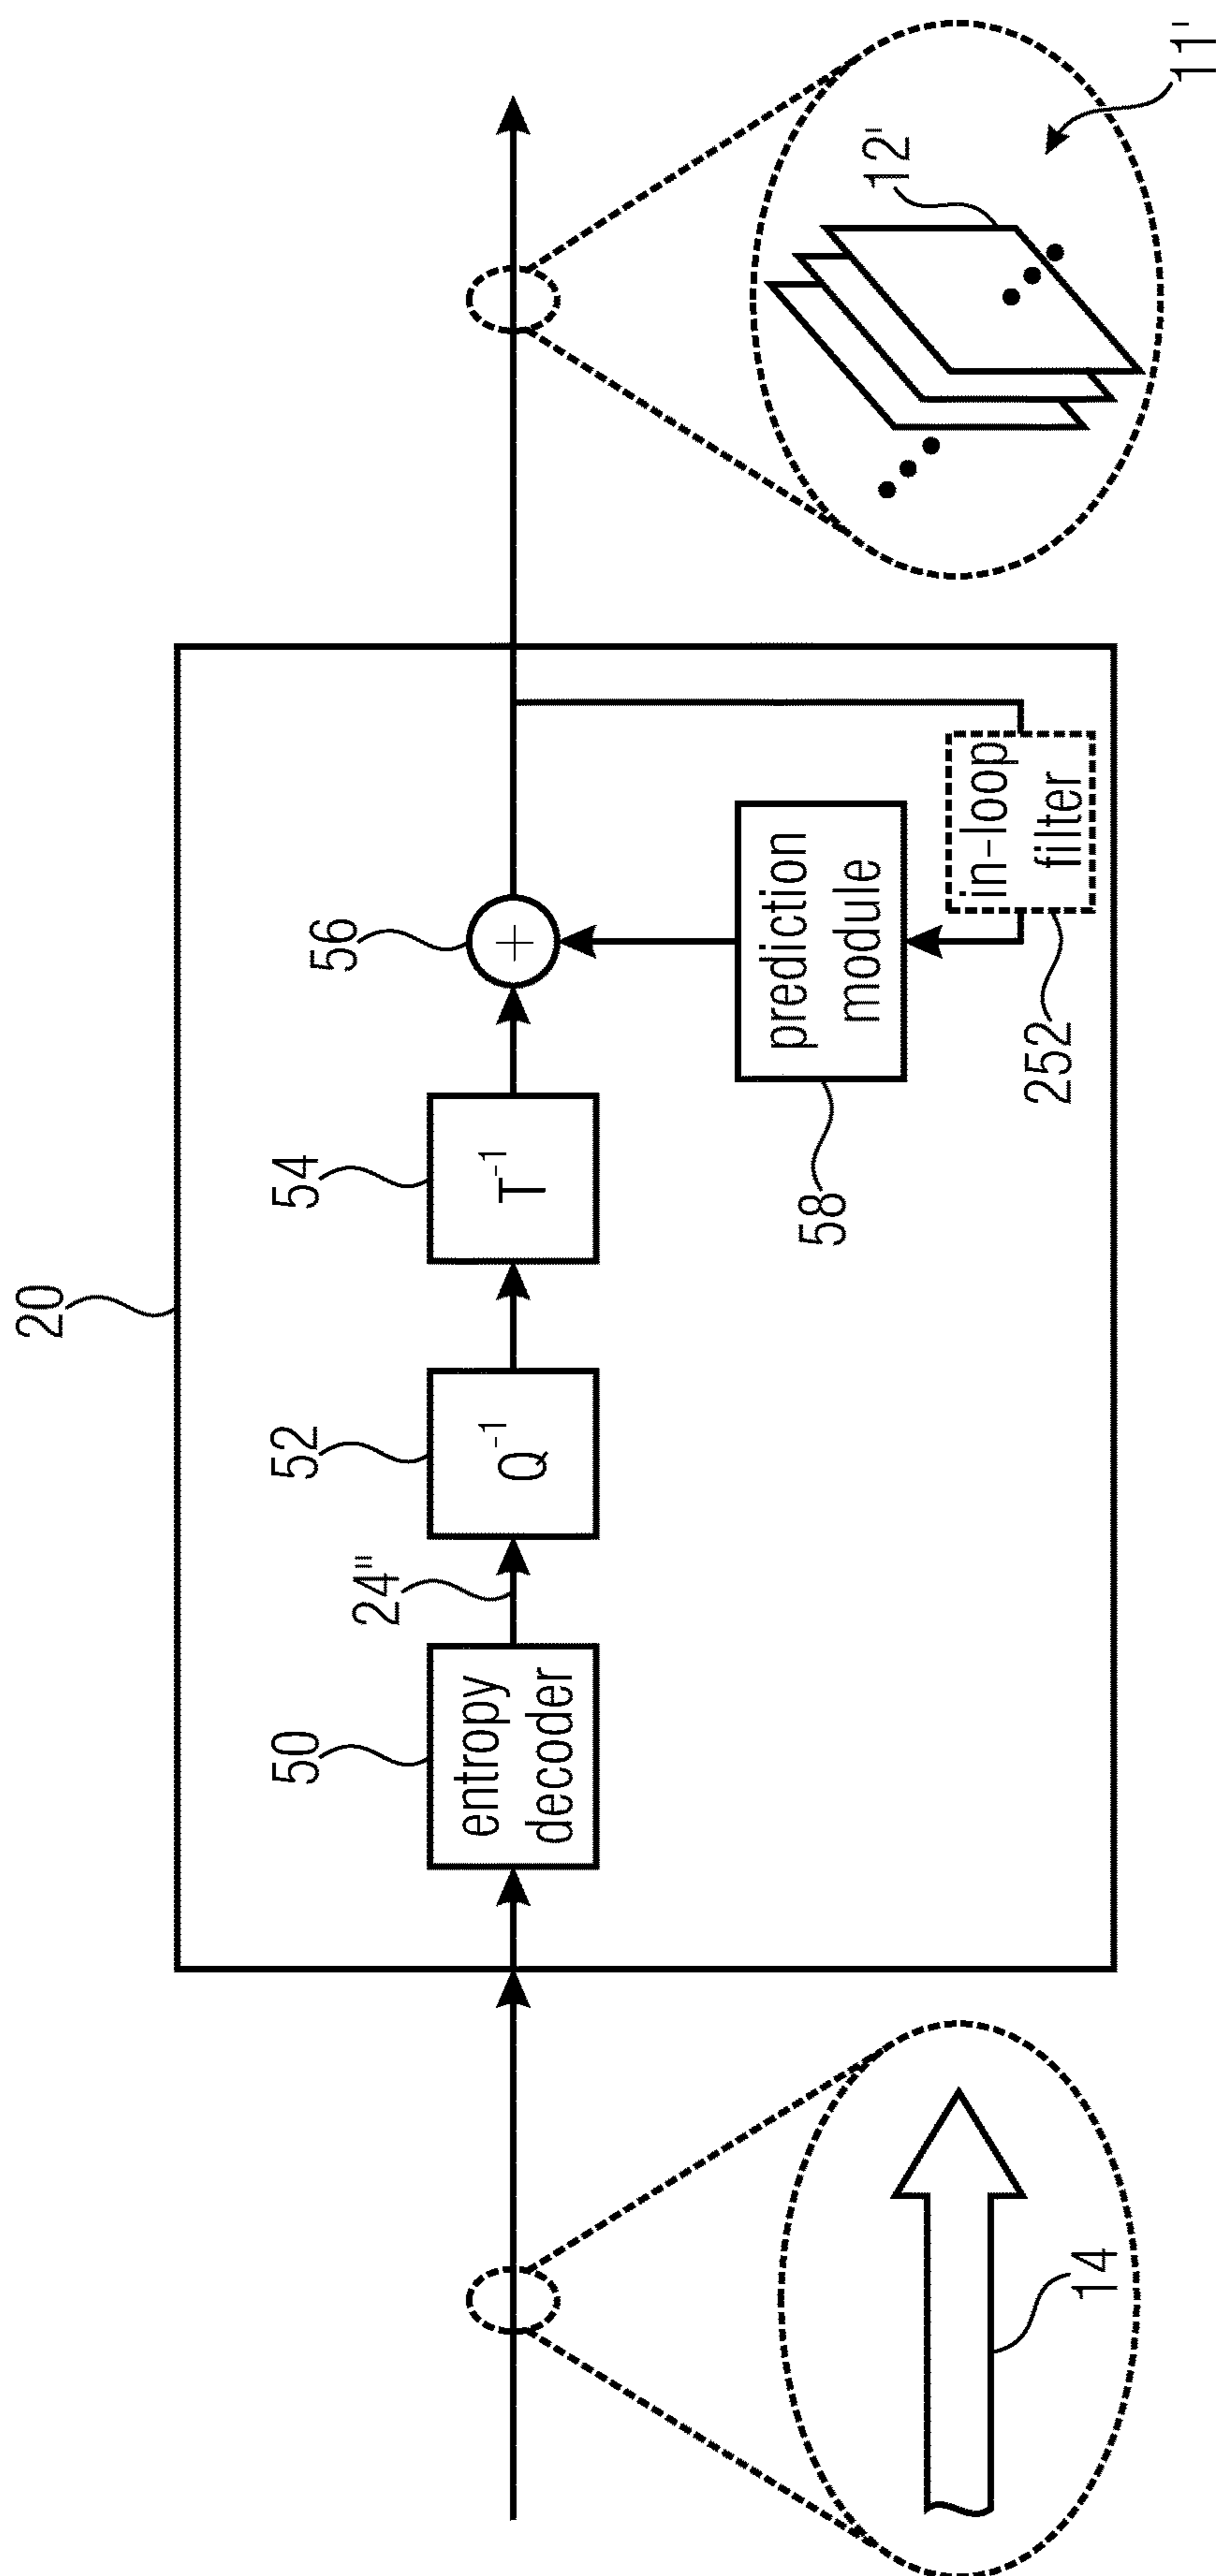 20
50
entropy
decoder
24"
52
Q⁻¹
54
T⁻¹
56
+
58
prediction
module
252
in-loop
filter
14
12'
11'